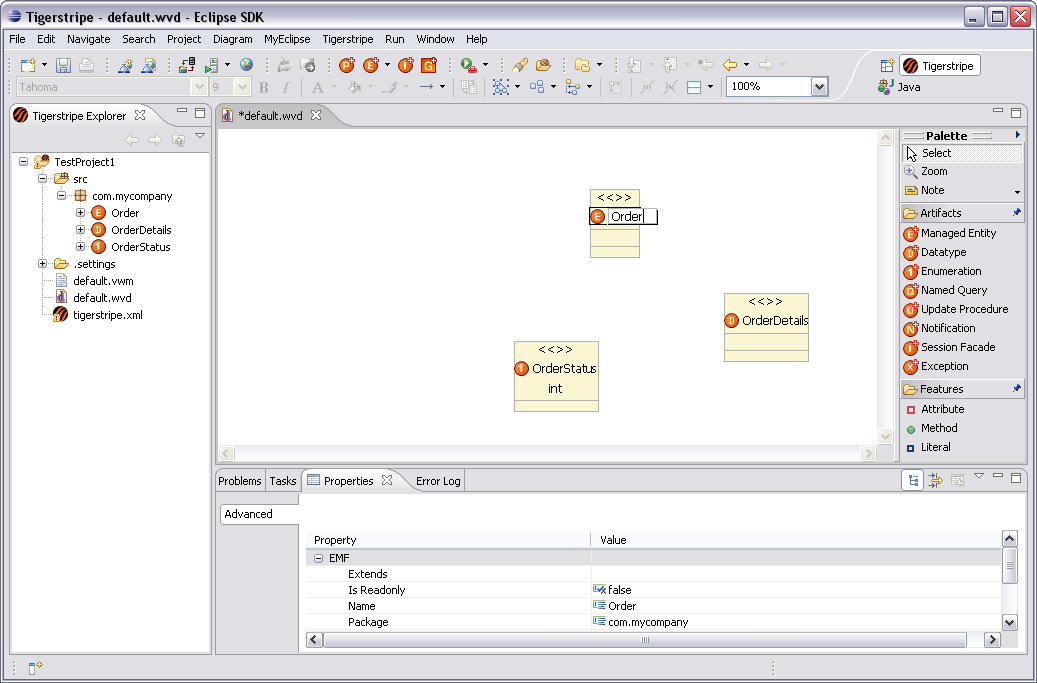 Tigerstripe - default.wvd - Eclipse SDK
File Edit Navigate Search Project Diagram MyEclipse Tigerstripe Run Window Help
Tigerstripe
Tahoma 9 B I A 100% Java
Tigerstripe Explorer
TestProject1
src
com.mycompany
E Order
D OrderDetails
1 OrderStatus
.settings
default.vwm
default.wvd
tigerstripe.xml
*default.wvd
<<>>
E Order
<<>>
D OrderDetails
<<>>
1 OrderStatus
int
Palette
Select
Zoom
Note
Artifacts
Managed Entity
Datatype
Enumeration
Named Query
Update Procedure
Notification
Session Facade
Exception
Features
Attribute
Method
Literal
Problems Tasks Properties Error Log
Advanced
Property Value
EMF
Extends
Is Readonly false
Name Order
Package com.mycompany